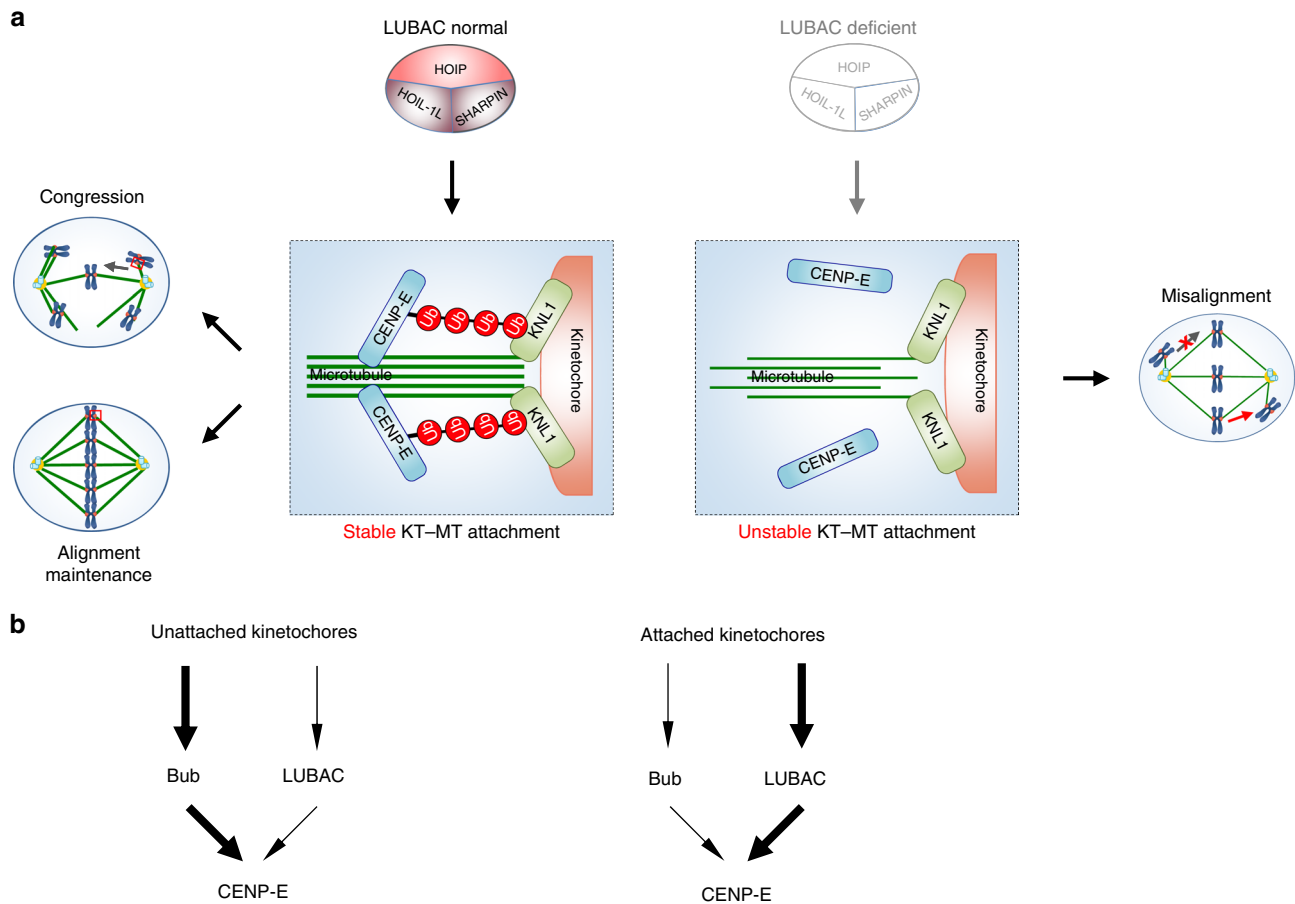 a
LUBAC normal
HOIP
HOIL-1L
SHARPIN
LUBAC deficient
HOIP
HOIL-1L
SHARPIN
Congression
Alignment
maintenance
CENP-E
Ub Ub Ub Ub
KNL1
Microtubule
Kinetochore
CENP-E
Ub Ub Ub Ub
KNL1
Stable KT–MT attachment
CENP-E
KNL1
Microtubule
Kinetochore
CENP-E
KNL1
Unstable KT–MT attachment
Misalignment
b
Unattached kinetochores
Bub
LUBAC
CENP-E
Attached kinetochores
Bub
LUBAC
CENP-E